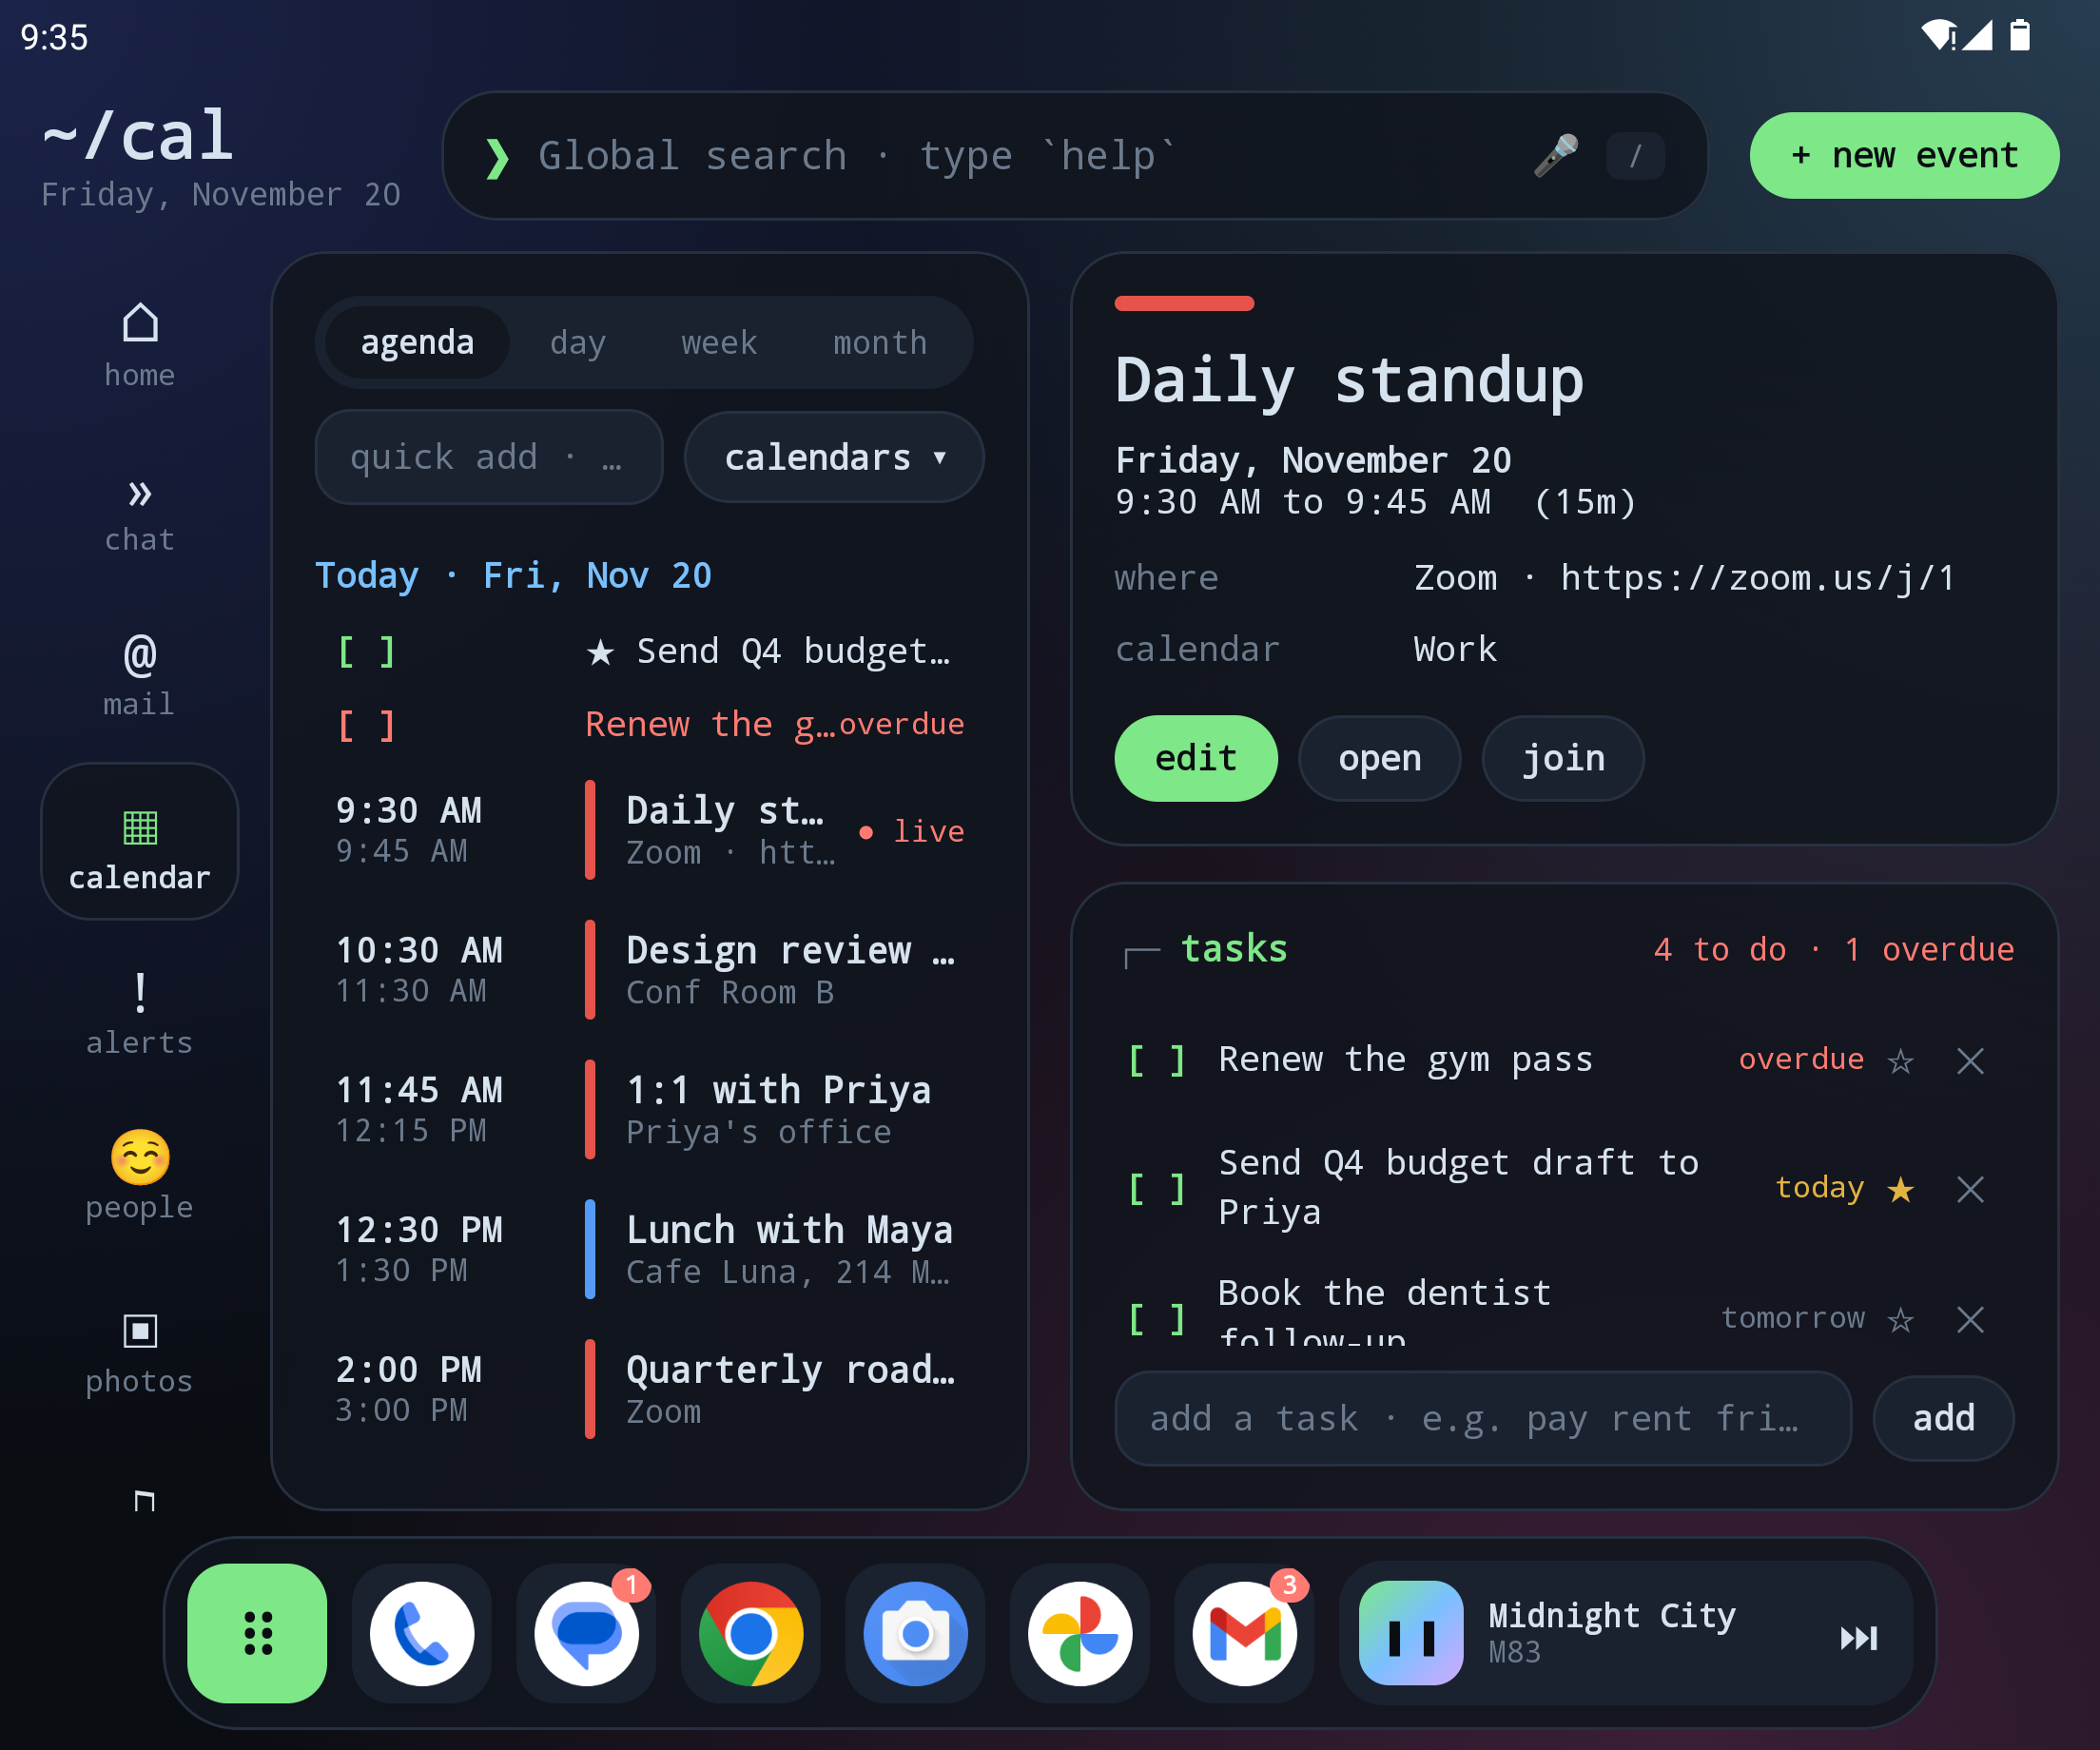 9:35
~/cal
Friday, November 20
❯ Global search · type `help`
/
+ new event
home
» chat
@ mail
calendar
! alerts
people
photos
agenda day week month
quick add · …
calendars ▾
Today · Fri, Nov 20
[ ] ★ Send Q4 budget…
[ ] Renew the g… overdue
9:30 AM
9:45 AM
Daily st…
Zoom · htt…
● live
10:30 AM
11:30 AM
Design review …
Conf Room B
11:45 AM
12:15 PM
1:1 with Priya
Priya's office
12:30 PM
1:30 PM
Lunch with Maya
Cafe Luna, 214 M…
2:00 PM
3:00 PM
Quarterly road…
Zoom
Daily standup
Friday, November 20
9:30 AM to 9:45 AM (15m)
where Zoom · https://zoom.us/j/1
calendar Work
edit open join
tasks
4 to do · 1 overdue
[ ] Renew the gym pass overdue ☆ ×
[ ] Send Q4 budget draft to
Priya
today ★ ×
[ ] Book the dentist
follow-up
tomorrow ☆ ×
add a task · e.g. pay rent fri…
add
1
3
Midnight City
M83